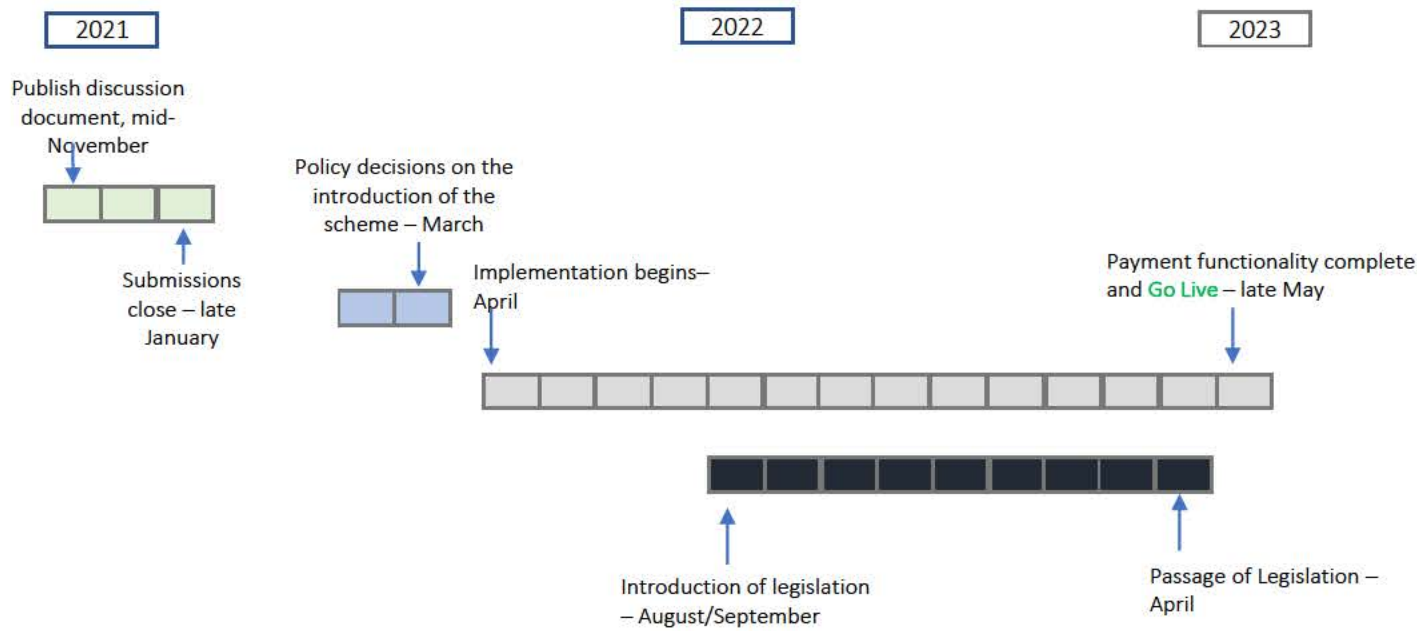 2021
2022
2023
Publish discussion
document, mid-
November
Policy decisions on the
introduction of the
scheme – March
Submissions
close – late
January
Implementation begins–
April
Payment functionality complete
and Go Live – late May
Introduction of legislation
– August/September
Passage of Legislation –
April